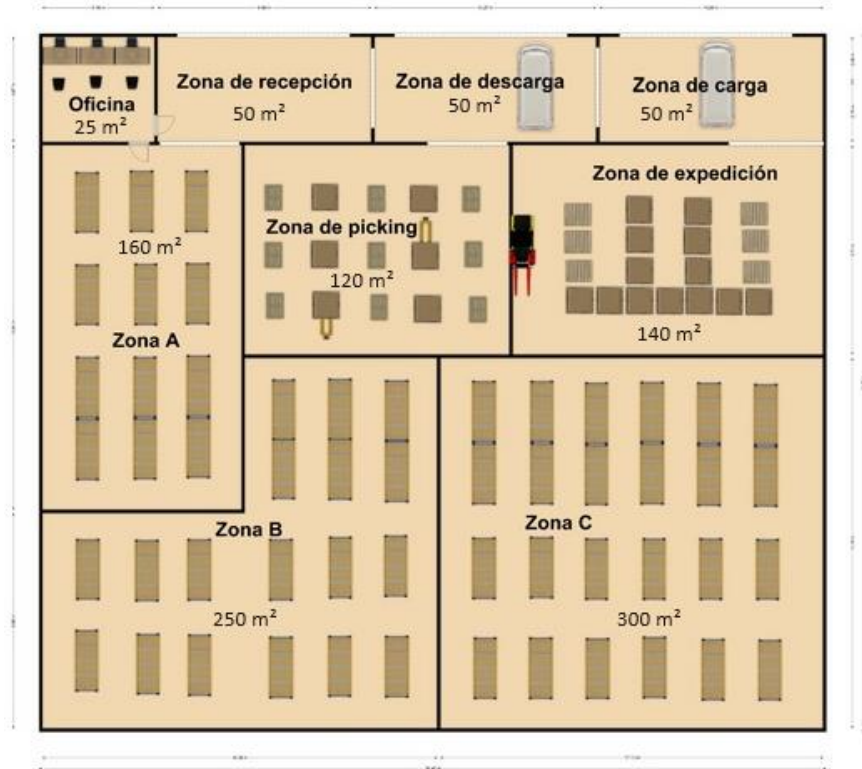 Oficina
25 m²
Zona de recepción
50 m²
Zona de descarga
50 m²
Zona de carga
50 m²
160 m²
Zona A
Zona de picking
120 m²
Zona de expedición
140 m²
Zona B
250 m²
Zona C
300 m²